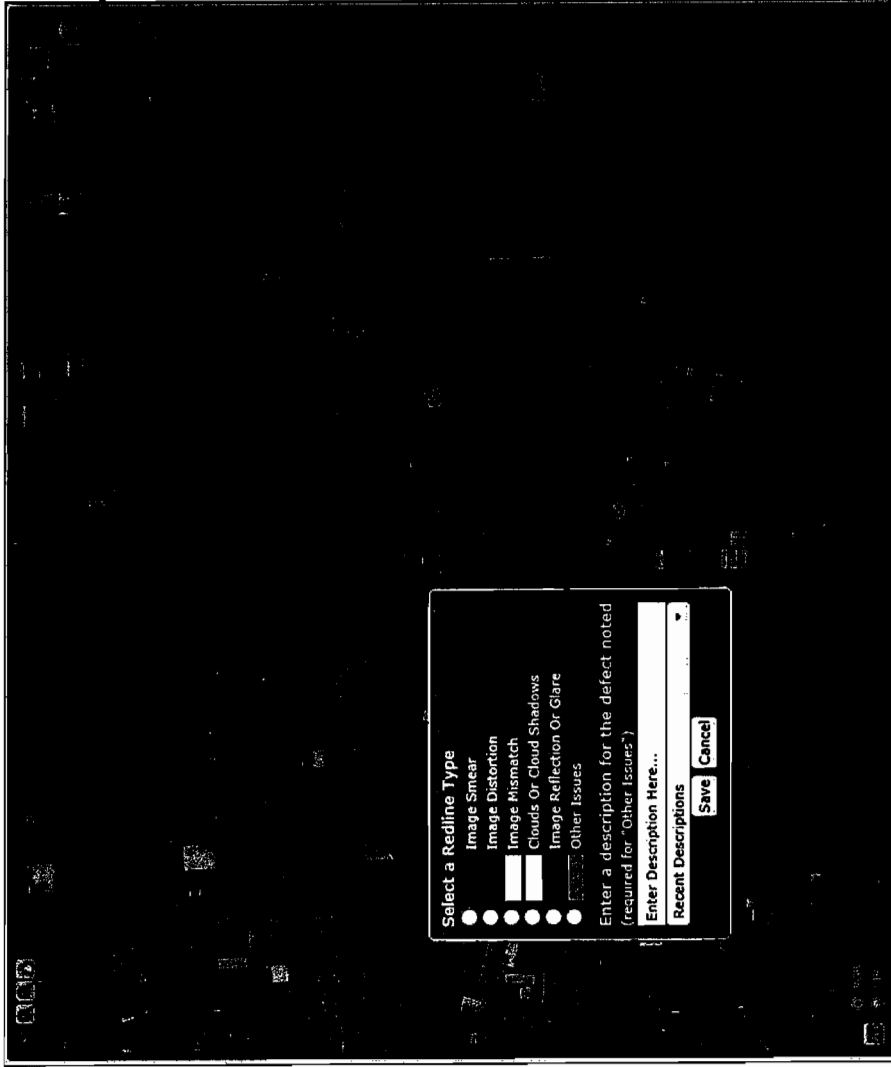 Select a Redline Type
Image Smear
Image Distortion
Image Mismatch
Clouds Or Cloud Shadows
Image Reflection Or Glare
Other Issues
Enter a description for the defect noted
(required for "Other Issues")
Enter Description Here...
Recent Descriptions
Save Cancel